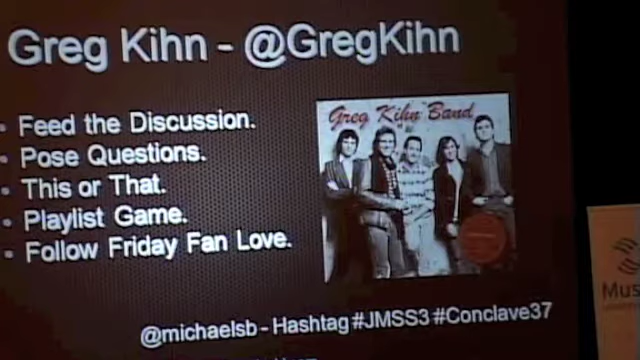 Greg Kihn - @GregKihn
Feed the Discussion.
Pose Questions.
This or That.
Playlist Game.
Follow Friday Fan Love.
Greg Kihn Band
@michaelsb - Hashtag #JMSS3 #Conclave37